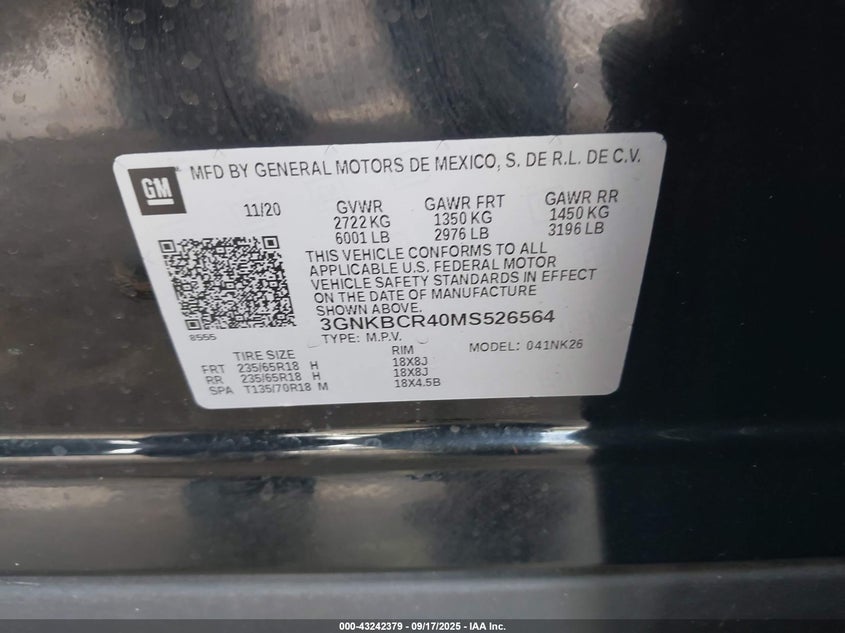 GM
MFD BY GENERAL MOTORS DE MEXICO, S. DE R.L. DE C.V.
11/20 GVWR GAWR FRT GAWR RR
2722 KG 1350 KG 1450 KG
6001 LB 2976 LB 3196 LB
THIS VEHICLE CONFORMS TO ALL
APPLICABLE U.S. FEDERAL MOTOR
VEHICLE SAFETY STANDARDS IN EFFECT
ON THE DATE OF MANUFACTURE
SHOWN ABOVE.
3GNKBCR40MS526564
8555
TYPE: M.P.V. MODEL: 041NK26
TIRE SIZE RIM
FRT 235/65R18 H 18X8J
RR 235/65R18 H 18X8J
SPA T135/70R18 M 18X4.5B
000-43242379 - 09/17/2025 - IAA Inc.